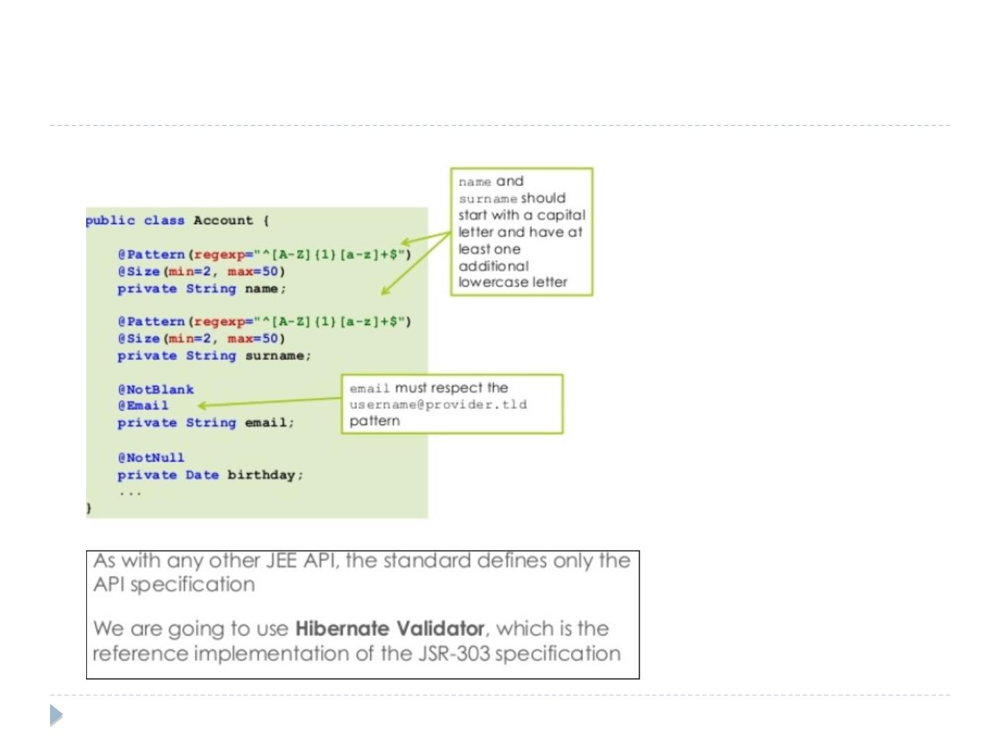 public class Account {
@Pattern(regexp="^[A-Z]{1}[a-z]+$")
@Size(min=2, max=50)
private String name;
@Pattern(regexp="^[A-Z]{1}[a-z]+$")
@Size(min=2, max=50)
private String surname;
@NotBlank
@Email
private String email;
@NotNull
private Date birthday;
...
}
name and
surname should
start with a capital
letter and have at
least one
additional
lowercase letter
email must respect the
username@provider.tld
pattern
As with any other JEE API, the standard defines only the
API specification
We are going to use Hibernate Validator, which is the
reference implementation of the JSR-303 specification